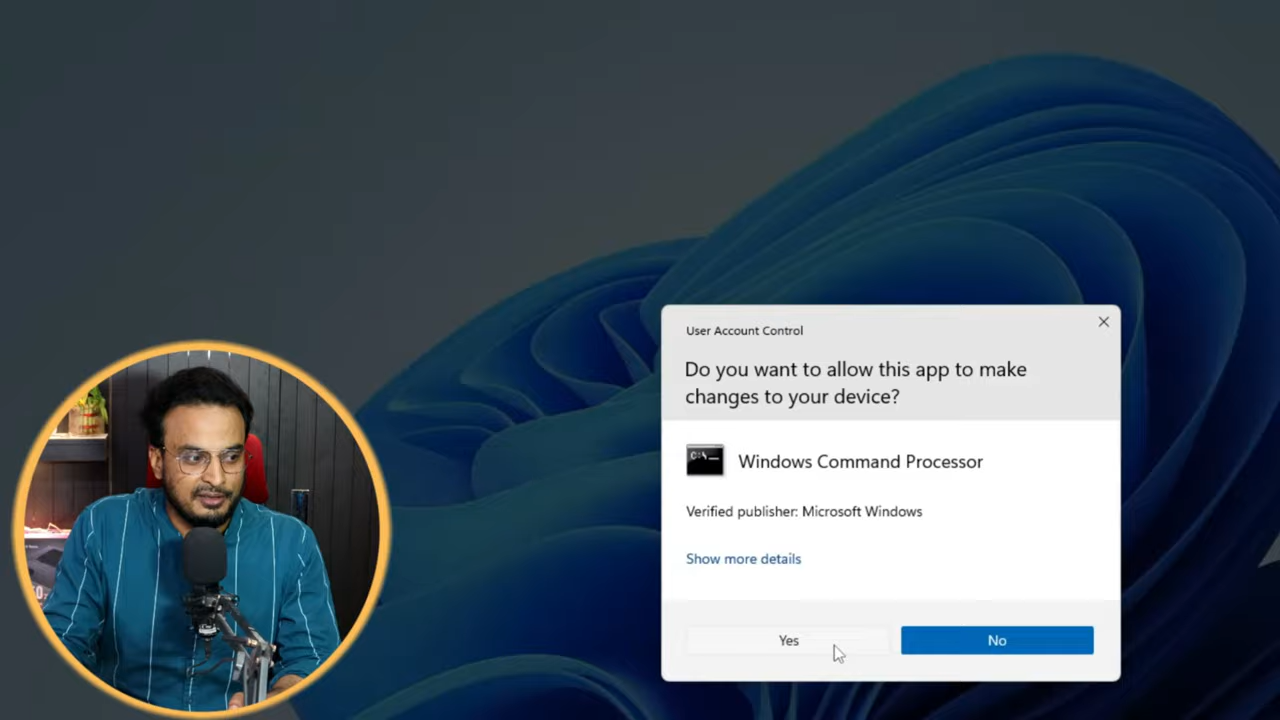 User Account Control
Do you want to allow this app to make
changes to your device?
C:\_
Windows Command Processor
Verified publisher: Microsoft Windows
Show more details
Yes
No